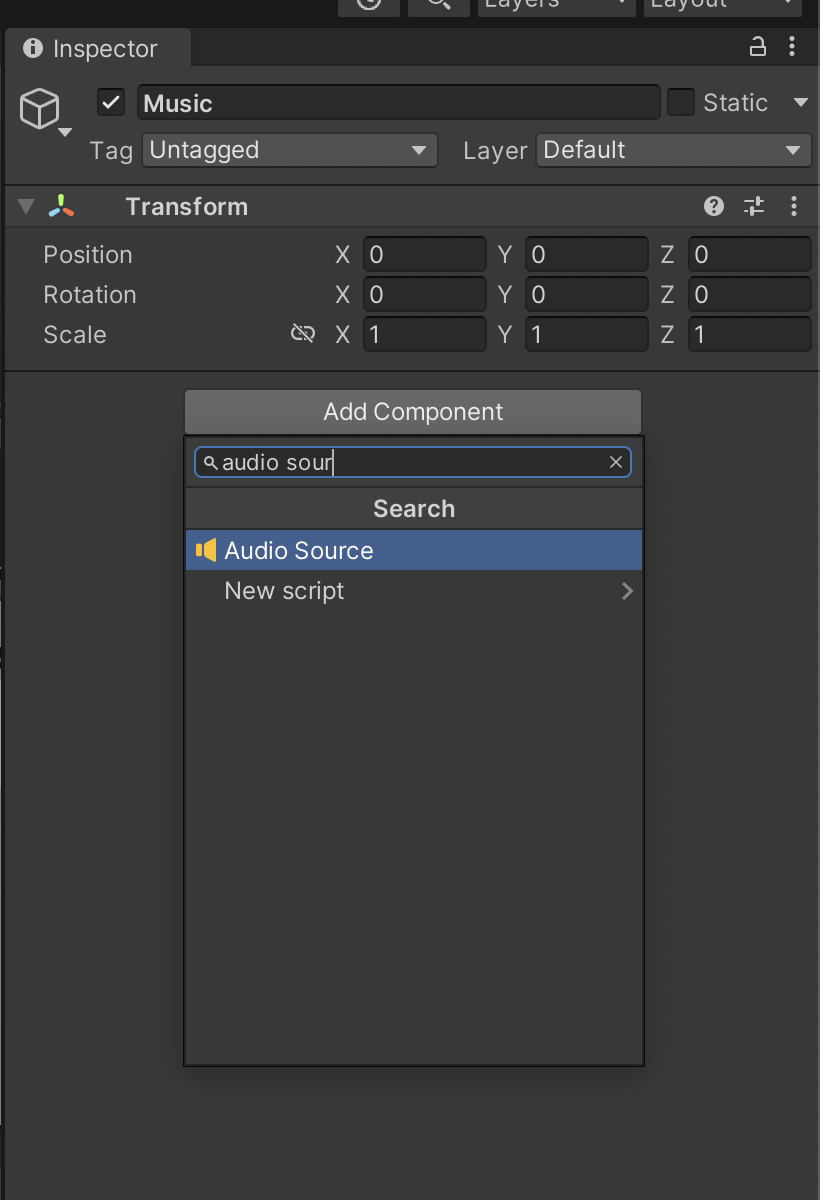 Layers Layout
Inspector
Music Static
Tag Untagged Layer Default
Transform
Position X 0 Y 0 Z 0
Rotation X 0 Y 0 Z 0
Scale X 1 Y 1 Z 1
Add Component
audio sour
Search
Audio Source
New script